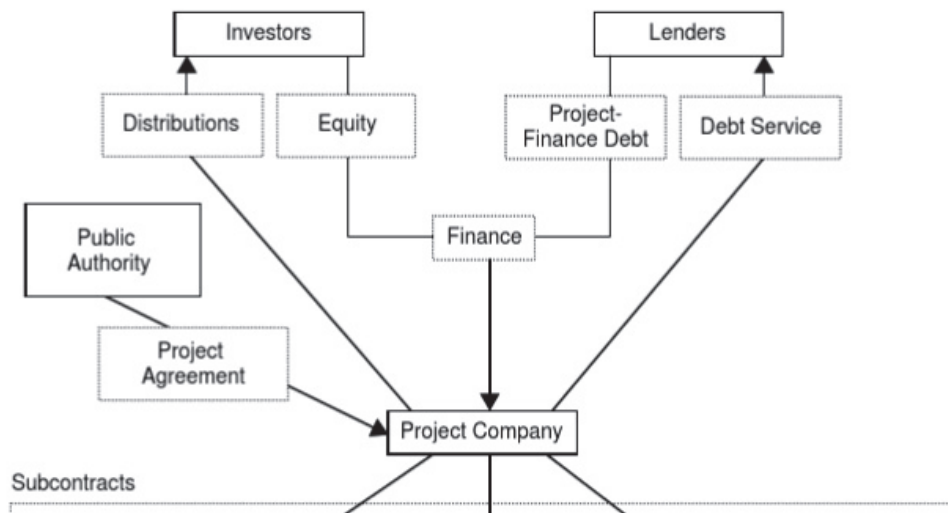 Investors
Lenders
Distributions
Equity
Project-
Finance Debt
Debt Service
Public
Authority
Finance
Project
Agreement
Project Company
Subcontracts